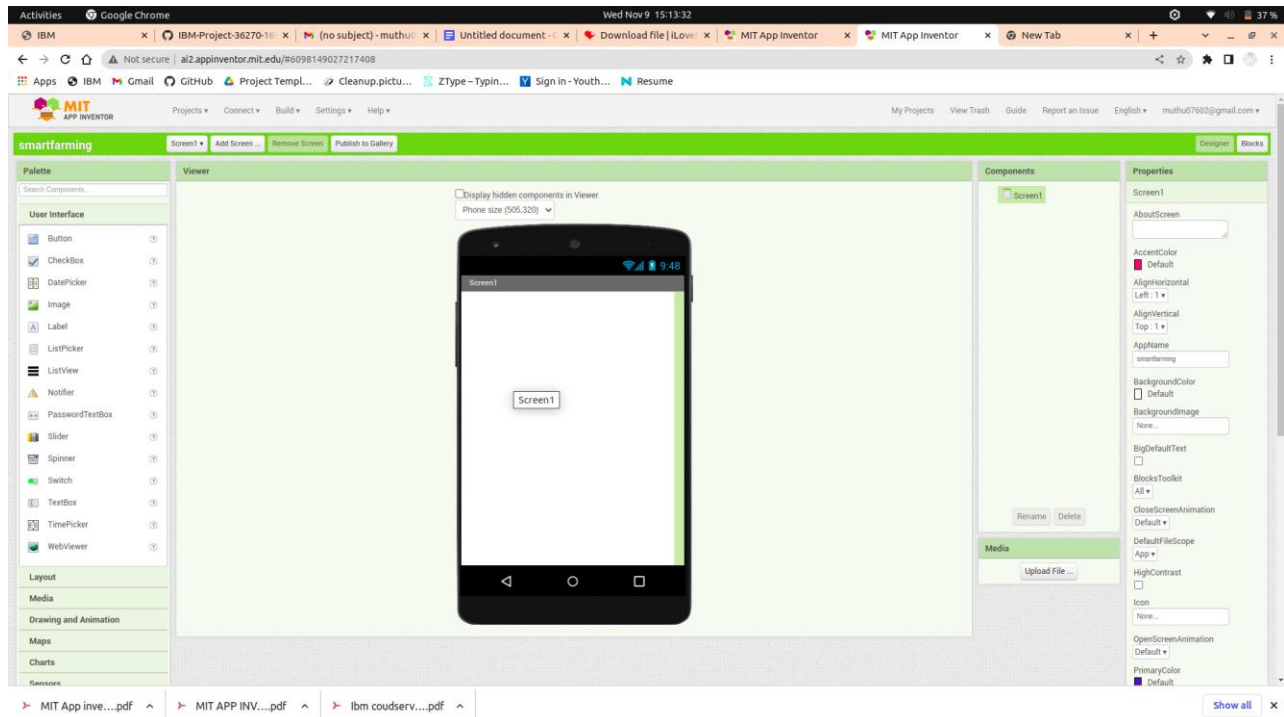 Activities Google Chrome Wed Nov 9 15:13:32 37 %
IBM IBM-Project-36270-16 (no subject) - muthu0 Untitled document - Download file | iLove MIT App Inventor MIT App Inventor New Tab
Not secure ai2.appinventor.mit.edu/#6098149027217408
Apps IBM Gmail GitHub Project Templ... Cleanup.pictu... ZType – Typin... Sign in - Youth... Resume
MIT
APP INVENTOR
Projects Connect Build Settings Help My Projects View Trash Guide Report an Issue English muthu07602@gmail.com
smartfarming Screen1 Add Screen ... Remove Screen Publish to Gallery Designer Blocks
Palette Viewer Components Properties
Search Components...
User Interface
Button
CheckBox
DatePicker
Image
Label
ListPicker
ListView
Notifier
PasswordTextBox
Slider
Spinner
Switch
TextBox
TimePicker
WebViewer
Layout
Media
Drawing and Animation
Maps
Charts
Sensors
Display hidden components in Viewer
Phone size (505,320)
9:48
Screen1
Screen1
Screen1
Rename Delete
Media
Upload File ...
Screen1
AboutScreen
AccentColor
Default
AlignHorizontal
Left : 1
AlignVertical
Top : 1
AppName
smartfarming
BackgroundColor
Default
BackgroundImage
None...
BigDefaultText
BlocksToolkit
All
CloseScreenAnimation
Default
DefaultFileScope
App
HighContrast
Icon
None...
OpenScreenAnimation
Default
PrimaryColor
Default
MIT App inve....pdf MIT APP INV....pdf Ibm coudserv....pdf Show all